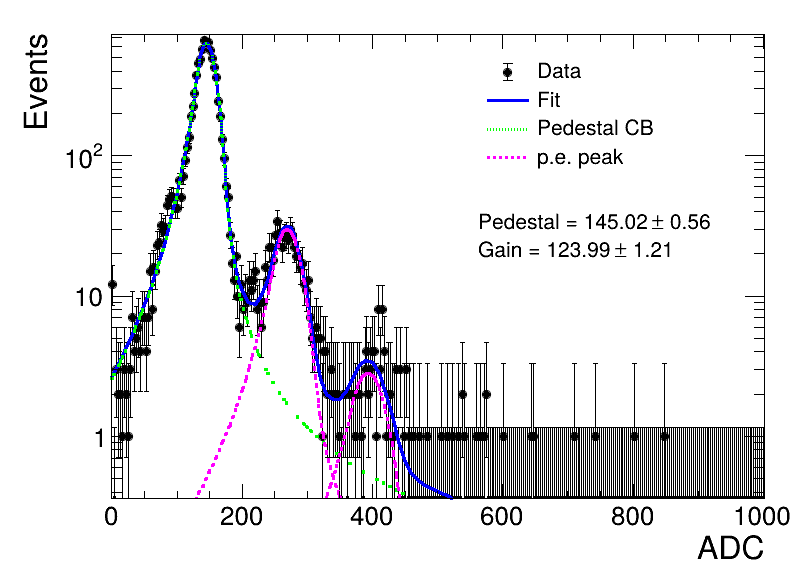 Events
Data
Fit
Pedestal CB
p.e. peak
10²
Pedestal = 145.02 ± 0.56
Gain = 123.99 ± 1.21
10
1
0 200 400 600 800 1000
ADC